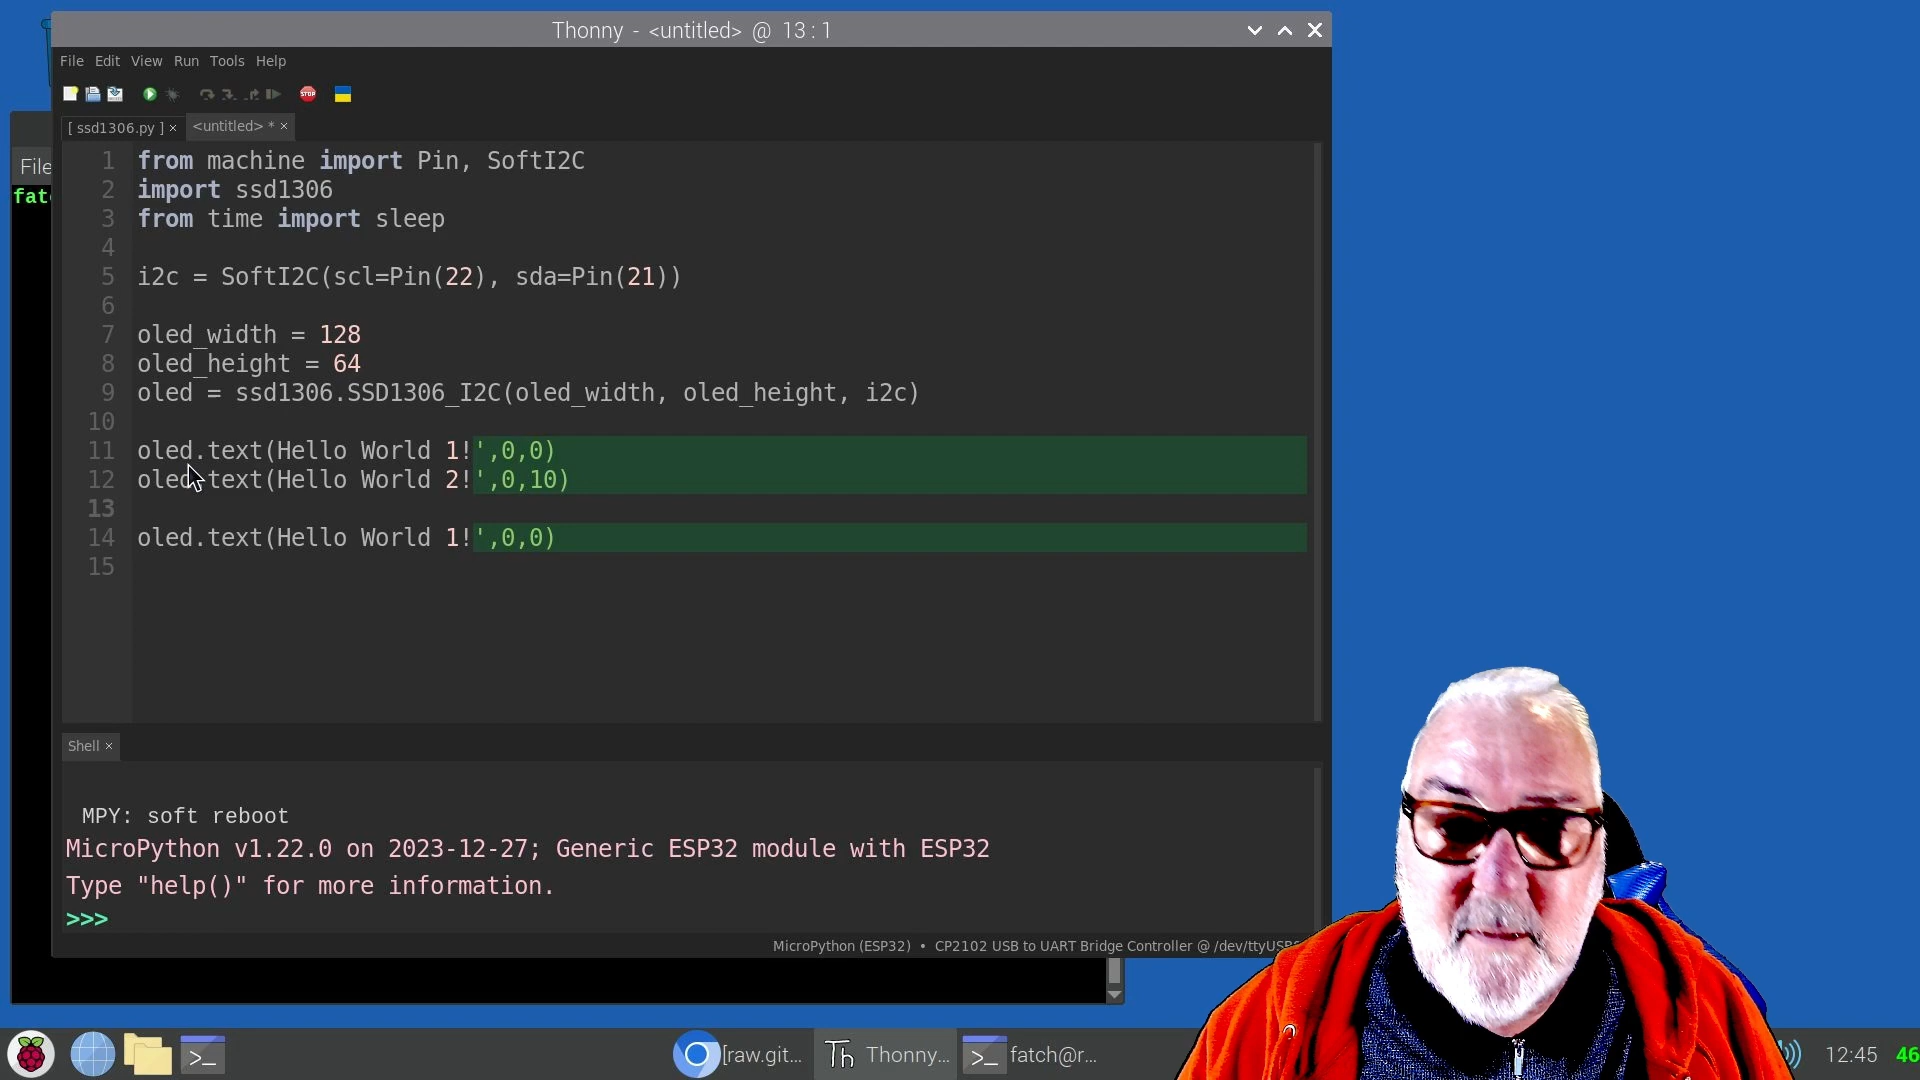 Thonny - <untitled> @ 13:1
File Edit View Run Tools Help
STOP
[ ssd1306.py ] ×
<untitled> * ×
File
fat
1 from machine import Pin, SoftI2C
2 import ssd1306
3 from time import sleep
4
5 i2c = SoftI2C(scl=Pin(22), sda=Pin(21))
6
7 oled_width = 128
8 oled_height = 64
9 oled = ssd1306.SSD1306_I2C(oled_width, oled_height, i2c)
10
11 oled.text(Hello World 1!',0,0)
12 oled.text(Hello World 2!',0,10)
13
14 oled.text(Hello World 1!',0,0)
15
Shell ×
MPY: soft reboot
MicroPython v1.22.0 on 2023-12-27; Generic ESP32 module with ESP32
Type "help()" for more information.
>>>
MicroPython (ESP32) • CP2102 USB to UART Bridge Controller @ /dev/ttyUSB
>_
[raw.git...
Th Thonny...
>_ fatch@r...
12:45
46